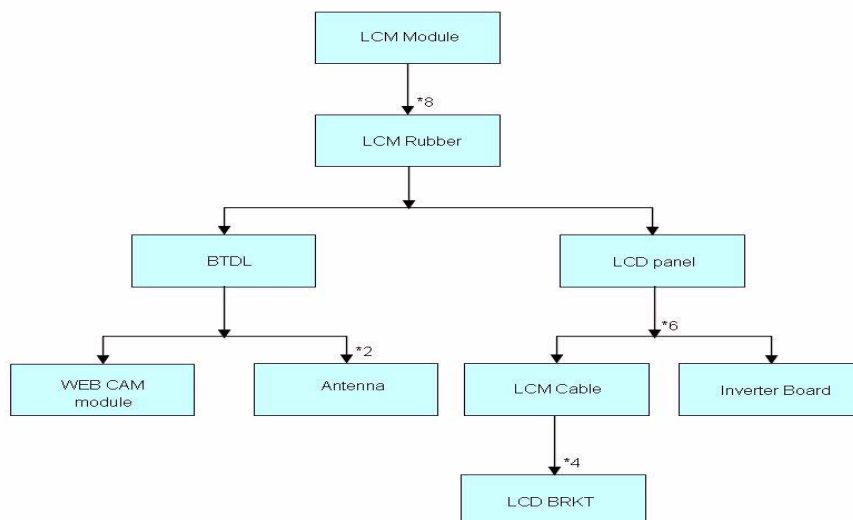 LCM Module
*8
LCM Rubber
BTDL
LCD panel
*6
*2
WEB CAM
module
Antenna
LCM Cable
Inverter Board
*4
LCD BRKT